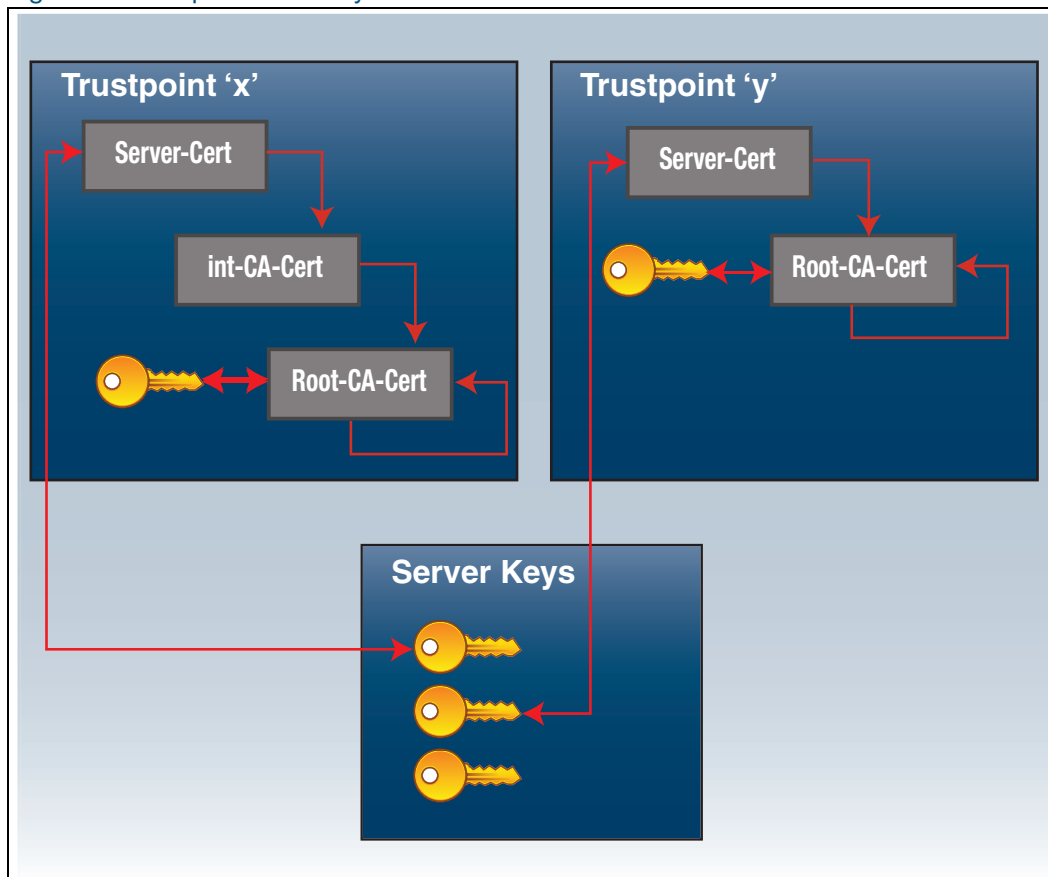 Trustpoint ‘x’
Server-Cert
int-CA-Cert
Root-CA-Cert
Trustpoint ‘y’
Server-Cert
Root-CA-Cert
Server Keys